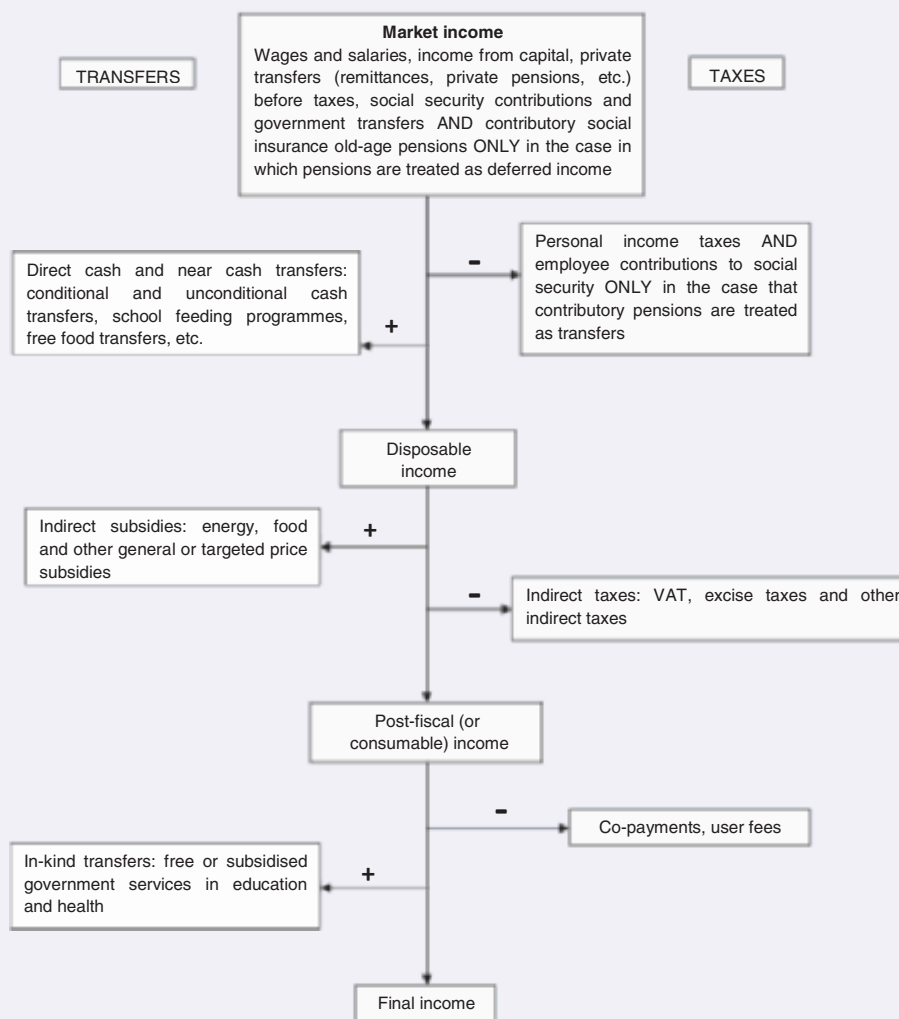 Market income
Wages and salaries, income from capital, private
transfers (remittances, private pensions, etc.)
before taxes, social security contributions and
government transfers AND contributory social
insurance old-age pensions ONLY in the case in
which pensions are treated as deferred income
TRANSFERS
TAXES
Personal income taxes AND
employee contributions to social
security ONLY in the case that
contributory pensions are treated
as transfers
-
Direct cash and near cash transfers:
conditional and unconditional cash
transfers, school feeding programmes,
free food transfers, etc.
+
Disposable
income
Indirect subsidies: energy, food
and other general or targeted price
subsidies
+
-
Indirect taxes: VAT, excise taxes and other
indirect taxes
Post-fiscal (or
consumable) income
-
Co-payments, user fees
In-kind transfers: free or subsidised
government services in education
and health
+
Final income